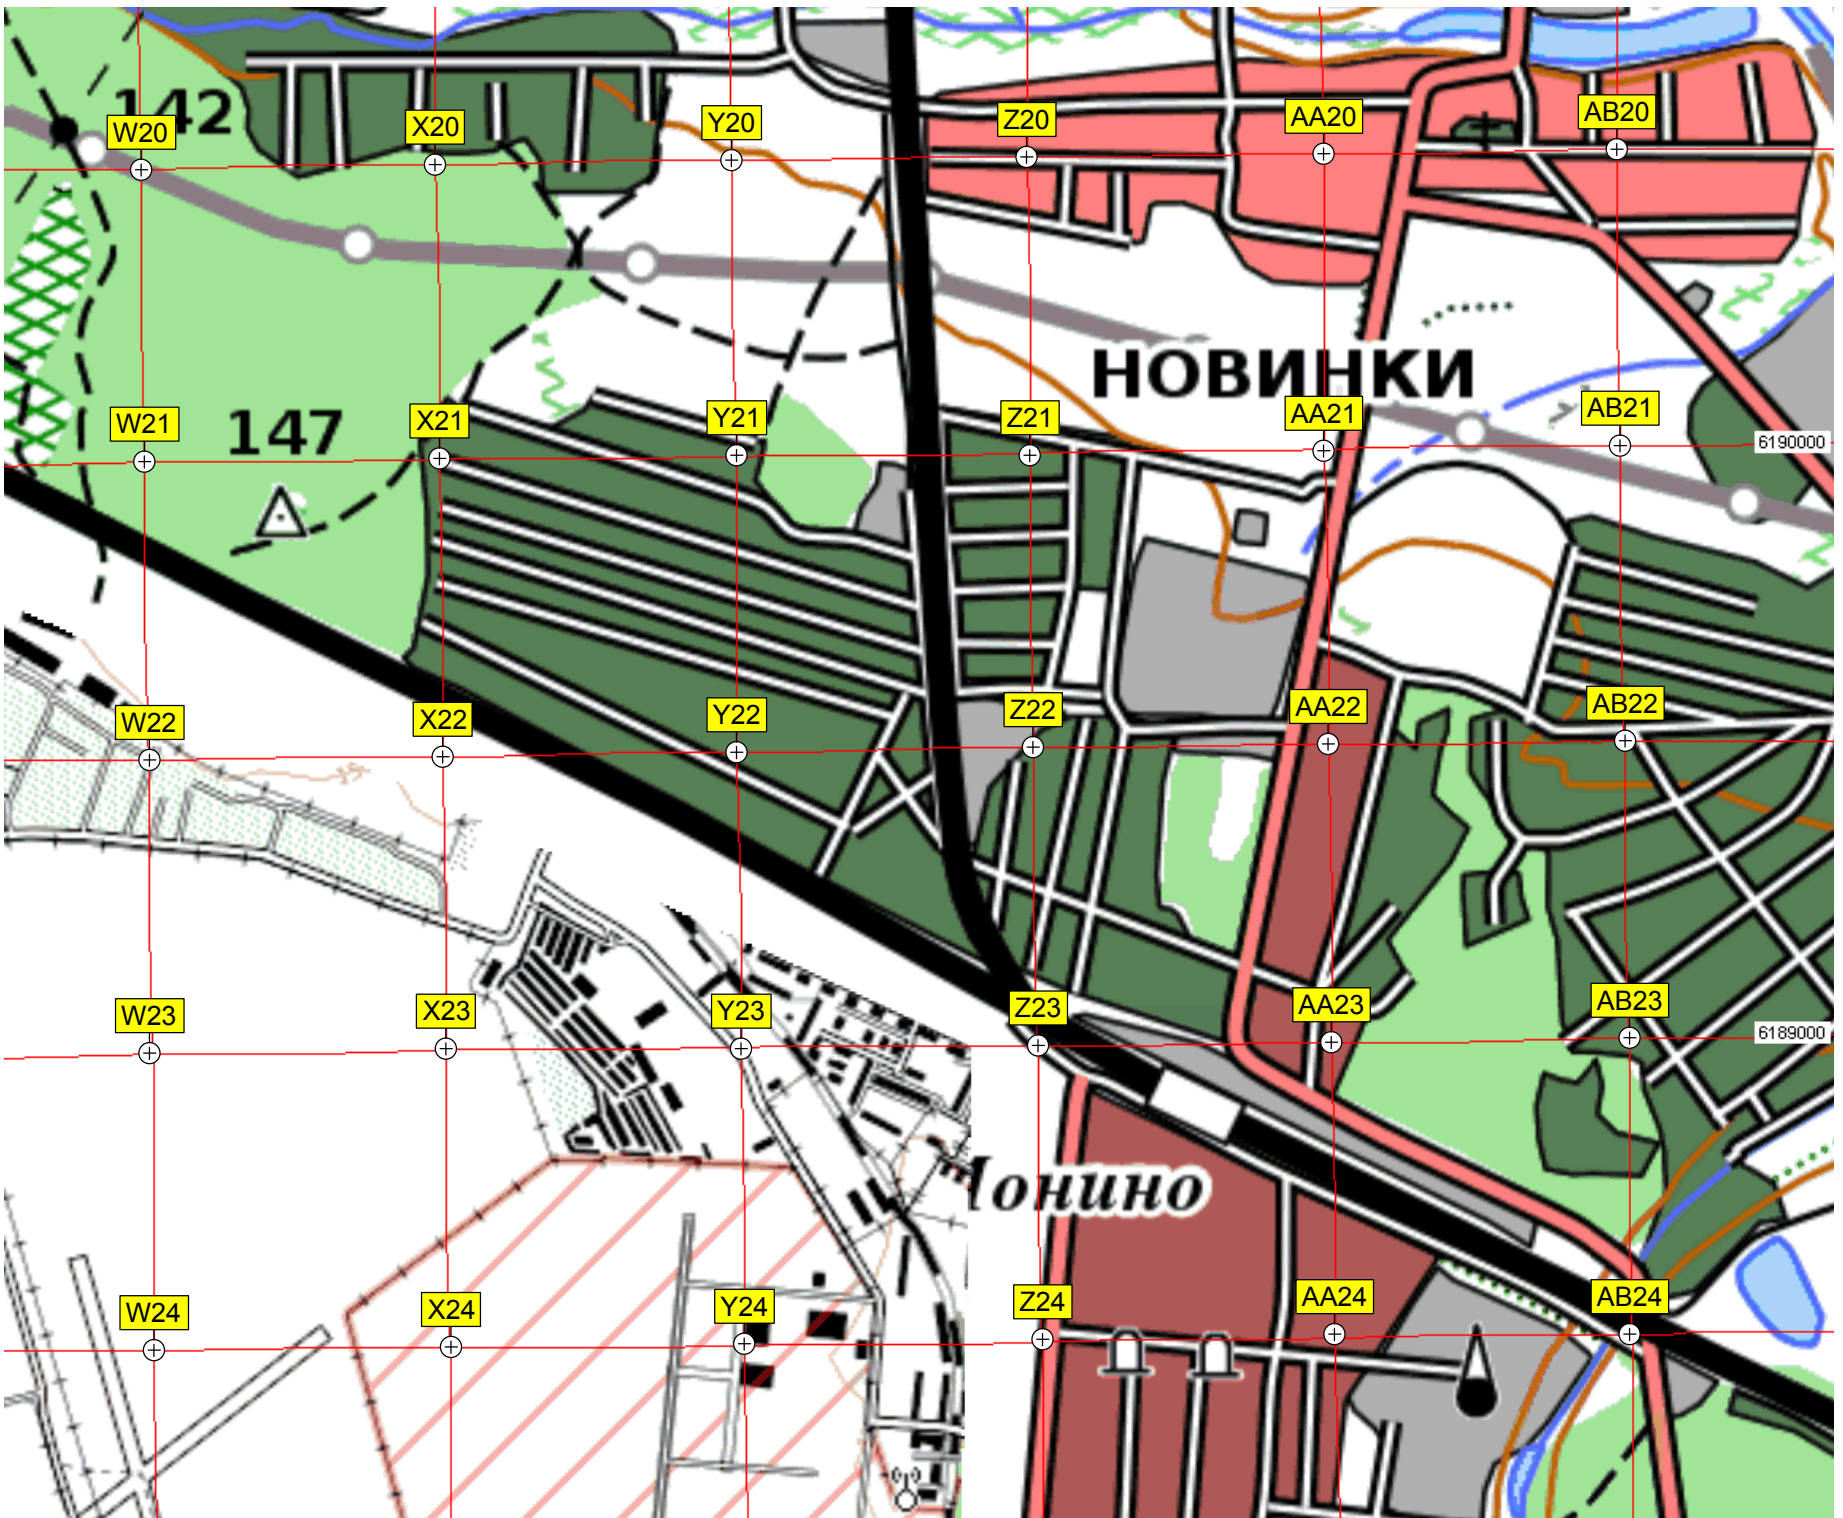 142
W20 X20 Y20 Z20 AA20 AB20
НОВИНКИ
147
W21 X21 Y21 Z21 AA21 AB21
6190000
W22 X22 Y22 Z22 AA22 AB22
W23 X23 Y23 Z23 AA23 AB23
6189000
онино
W24 X24 Y24 Z24 AA24 AB24